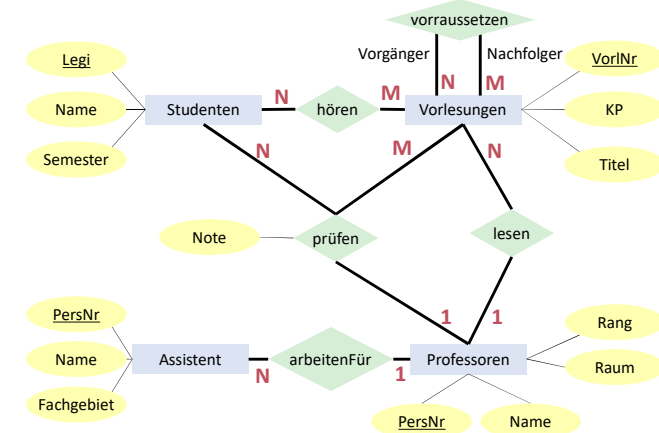 vorraussetzen
Vorgänger
Nachfolger
Legi
N
M
VorlNr
Name
Studenten
N
hören
M
Vorlesungen
KP
Semester
N
M
N
Titel
Note
prüfen
lesen
PersNr
1
1
Rang
Name
Assistent
N
arbeitenFür
1
Professoren
Raum
Fachgebiet
PersNr
Name